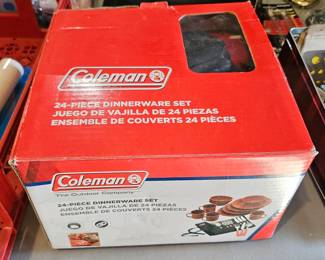 Coleman
24-PIECE DINNERWARE SET
JUEGO DE VAJILLA DE 24 PIEZAS
ENSEMBLE DE COUVERTS 24 PIÈCES
Coleman
The Outdoor Company
24-PIECE DINNERWARE SET
JUEGO DE VAJILLA DE 24 PIEZAS
ENSEMBLE DE COUVERTS 24 PIÈCES